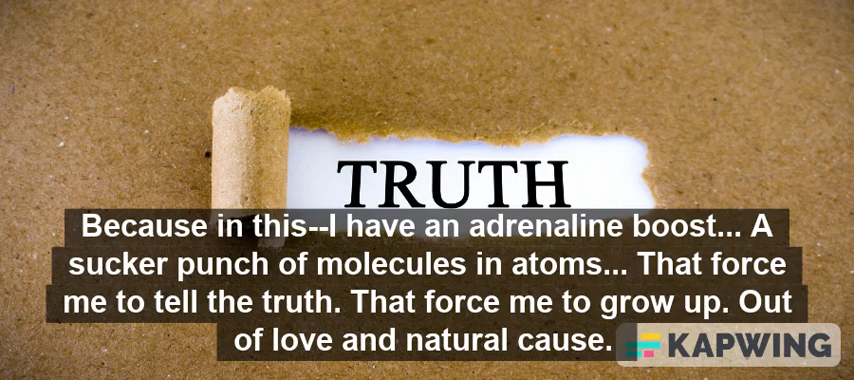 TRUTH
Because in this--I have an adrenaline boost... A
sucker punch of molecules in atoms... That force
me to tell the truth. That force me to grow up. Out
of love and natural cause.
KAPWING